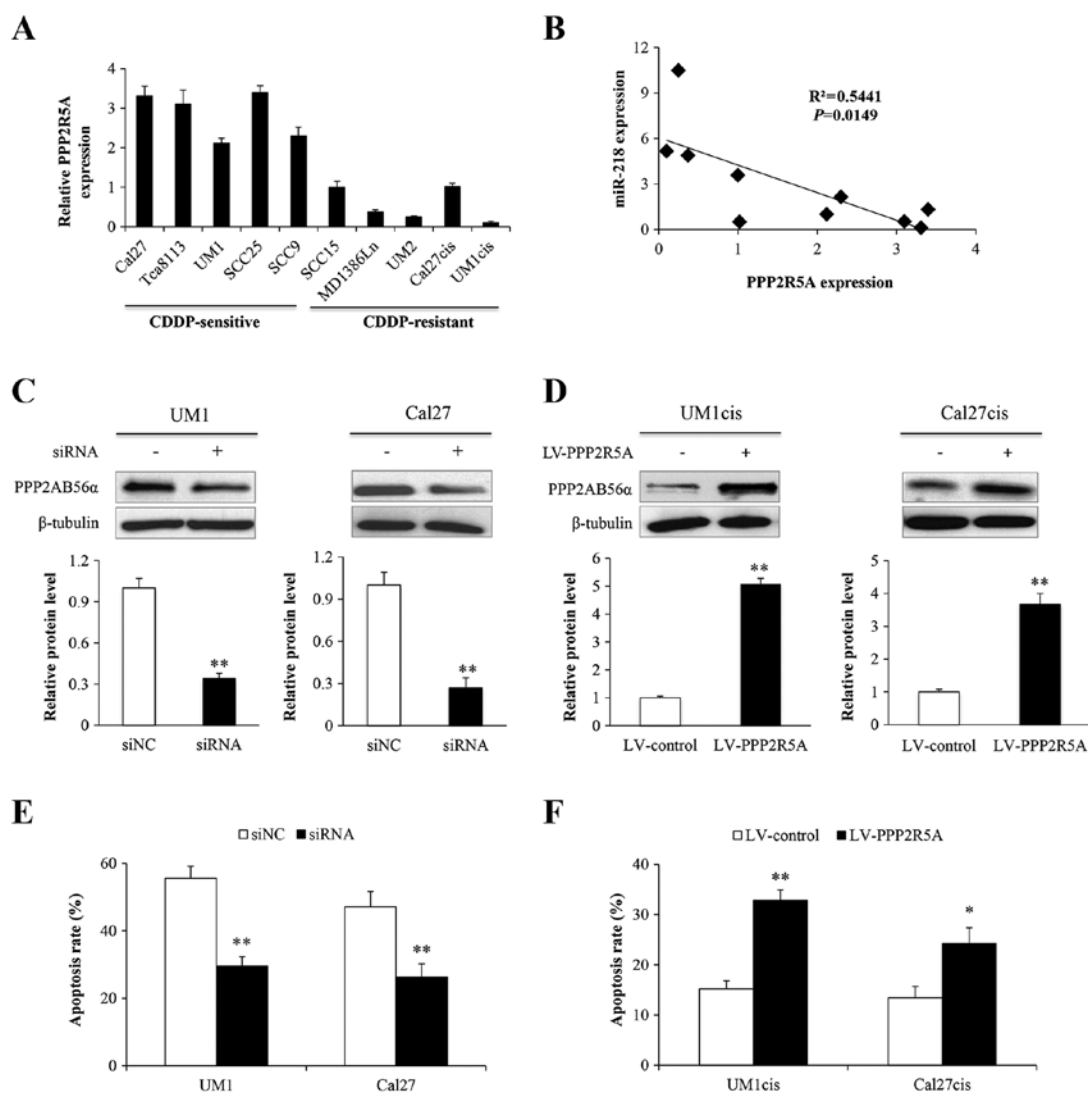 A
Relative PPP2R5A
expression
4
3
2
1
0
Cal27
Tca8113
UM1
SCC25
SCC9
SCC15
MD1386Ln
UM2
Cal27cis
UM1cis
CDDP-sensitive
CDDP-resistant
B
miR-218 expression
12
9
6
3
0
R²=0.5441
P=0.0149
0 1 2 3 4
PPP2R5A expression
C
UM1
siRNA - +
PPP2AB56α
β-tubulin
Relative protein level
1.2
0.9
0.6
0.3
0
**
siNC siRNA
Cal27
- +
Relative protein level
1.2
0.9
0.6
0.3
0
**
siNC siRNA
D
UM1cis
LV-PPP2R5A - +
PPP2AB56α
β-tubulin
Relative protein level
6
5
4
3
2
1
0
**
LV-control LV-PPP2R5A
Cal27cis
- +
Relative protein level
5
4
3
2
1
0
**
LV-control LV-PPP2R5A
E
siNC siRNA
Apoptosis rate (%)
60
40
20
0
**
**
UM1 Cal27
F
LV-control LV-PPP2R5A
Apoptosis rate (%)
40
30
20
10
0
**
*
UM1cis Cal27cis